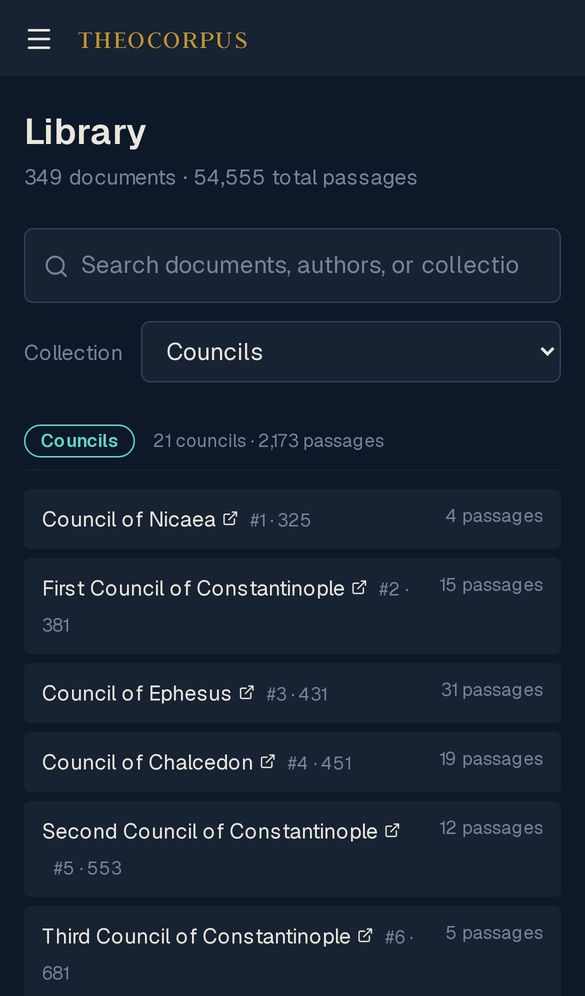 THEOCORPUS
Library
349 documents · 54,555 total passages
Search documents, authors, or collectio
Collection
Councils
Councils 21 councils · 2,173 passages
Council of Nicaea #1 · 325 4 passages
First Council of Constantinople #2 · 15 passages
381
Council of Ephesus #3 · 431 31 passages
Council of Chalcedon #4 · 451 19 passages
Second Council of Constantinople 12 passages
#5 · 553
Third Council of Constantinople #6 · 5 passages
681